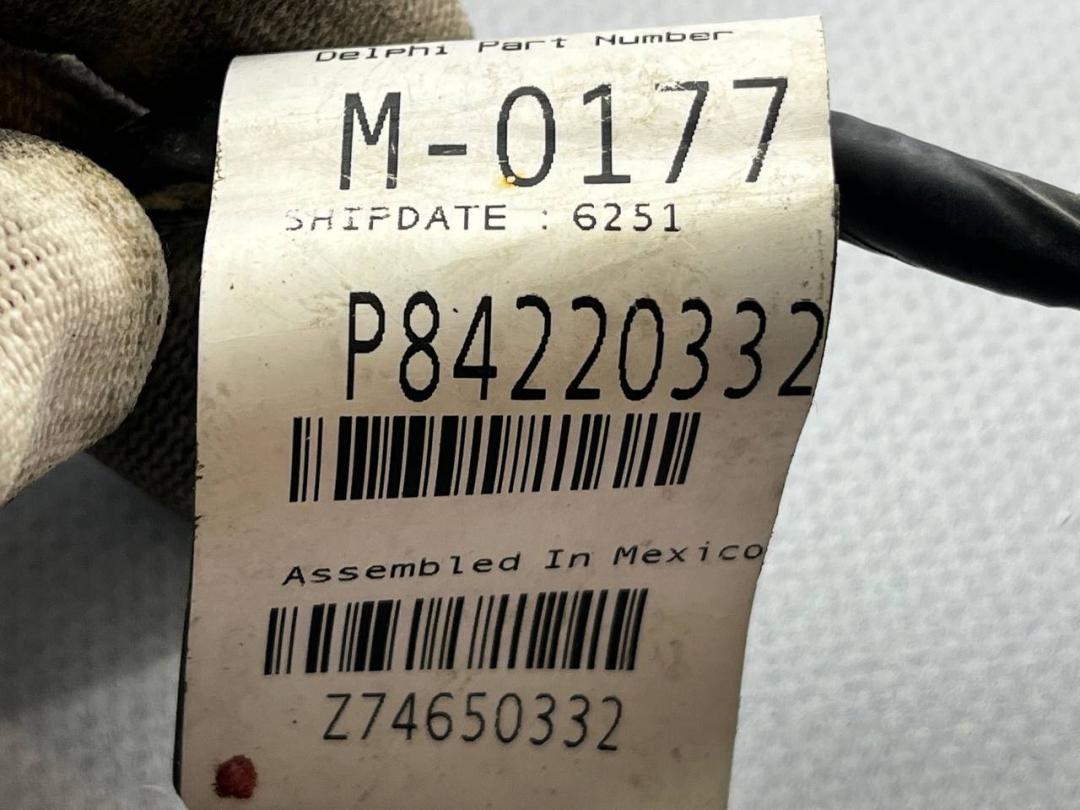 Delphi Part Number
M-0177
SHIPDATE : 6251
P84220332
Assembled In Mexico
Z74650332